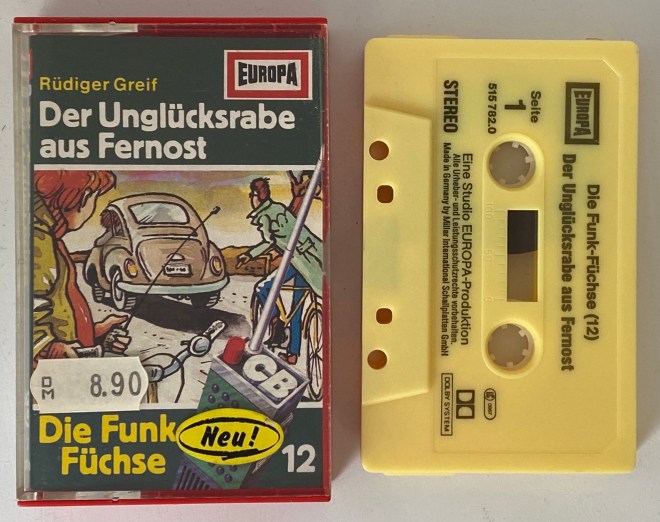 EUROPA
Rüdiger Greif
Der Unglücksrabe
aus Fernost
CB
DM 8.90
Die Funk
Füchse
Neu!
12
EUROPA
Die Funk-Füchse (12)
Der Unglücksrabe aus Fernost
Seite
1
515 782.0
STEREO
Eine Studio EUROPA-Produktion
Alle Urheber- und Leistungsschutzrechte vorbehalten.
Made in Germany by Miller International Schallplatten GmbH
DOLBY SYSTEM